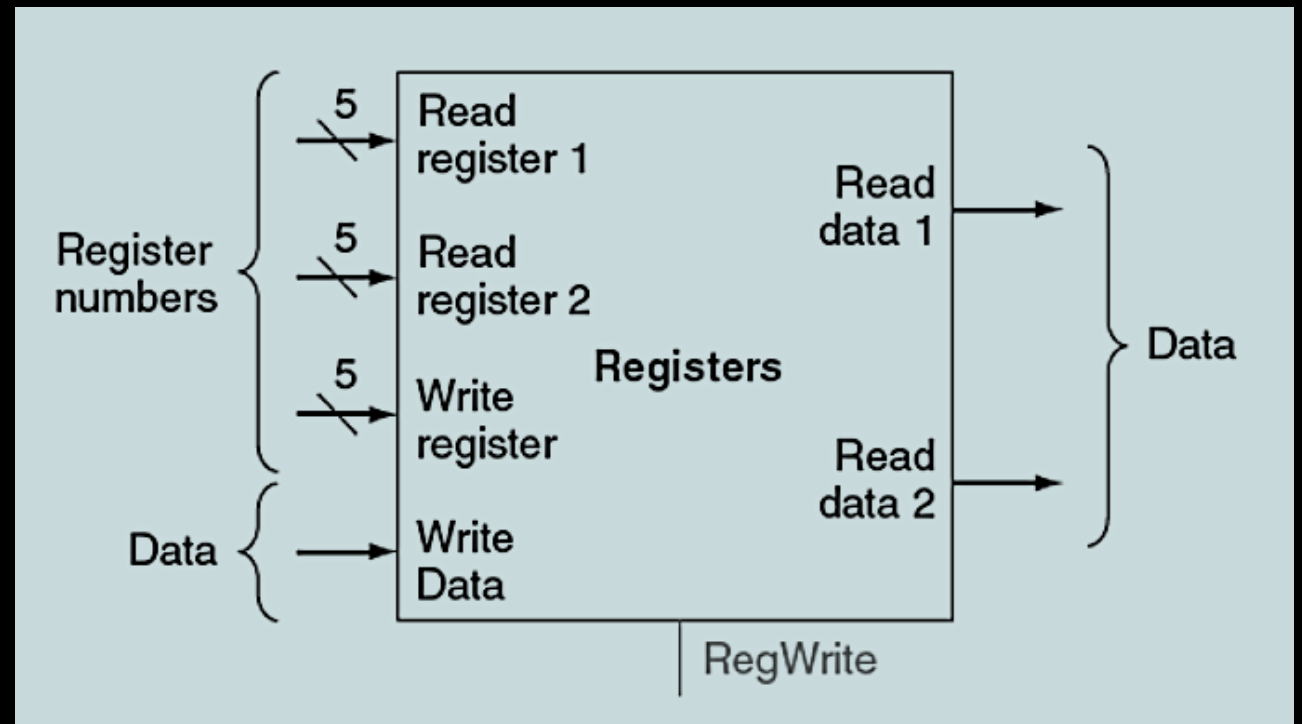 5
Read
register 1
Read
data 1
5
Read
register 2
Register
numbers
Registers
Data
5
Write
register
Read
data 2
Data
Write
Data
RegWrite